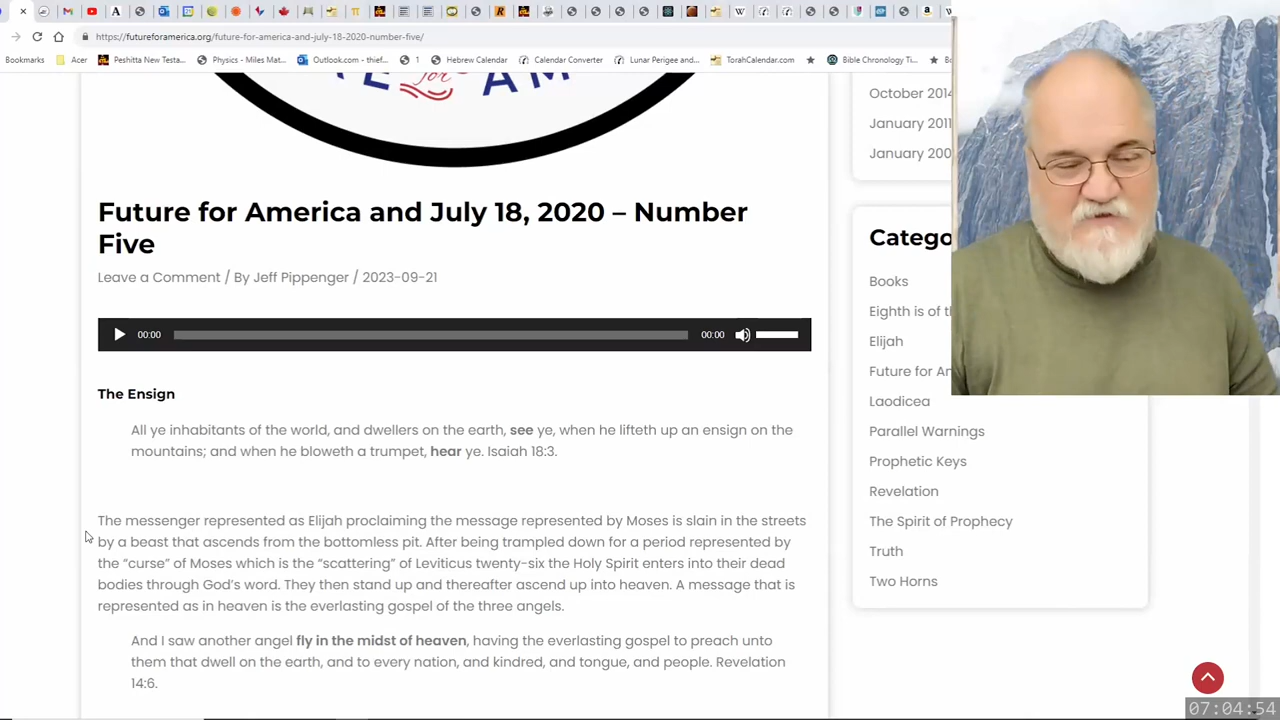 https://futureforamerica.org/future-for-america-and-july-18-2020-number-five/
Bookmarks Acer Peshitta New Testa... Physics - Miles Mat... Outlook.com - thief... 1 Hebrew Calendar Calendar Converter Lunar Perigee and... TorahCalendar.com Bible Chronology Ti...
for
AM
October 2014
January 2011
January 200
Future for America and July 18, 2020 – Number
Five
Leave a Comment / By Jeff Pippenger / 2023-09-21
00:00 00:00
The Ensign
All ye inhabitants of the world, and dwellers on the earth, see ye, when he lifteth up an ensign on the
mountains; and when he bloweth a trumpet, hear ye. Isaiah 18:3.
The messenger represented as Elijah proclaiming the message represented by Moses is slain in the streets
by a beast that ascends from the bottomless pit. After being trampled down for a period represented by
the “curse” of Moses which is the “scattering” of Leviticus twenty-six the Holy Spirit enters into their dead
bodies through God’s word. They then stand up and thereafter ascend up into heaven. A message that is
represented as in heaven is the everlasting gospel of the three angels.
And I saw another angel fly in the midst of heaven, having the everlasting gospel to preach unto
them that dwell on the earth, and to every nation, and kindred, and tongue, and people. Revelation
14:6.
Catego
Books
Eighth is of t
Elijah
Future for Am
Laodicea
Parallel Warnings
Prophetic Keys
Revelation
The Spirit of Prophecy
Truth
Two Horns
07:04:54